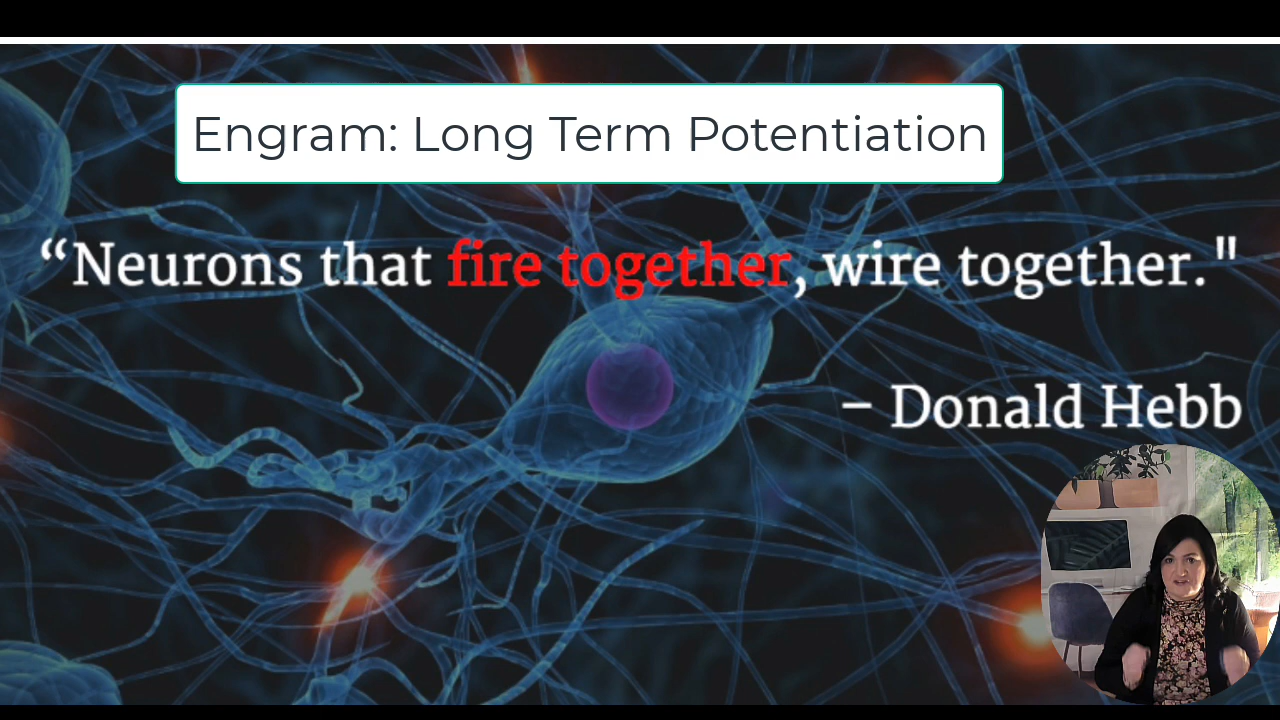 Engram: Long Term Potentiation
“Neurons that fire together, wire together."
– Donald Hebb